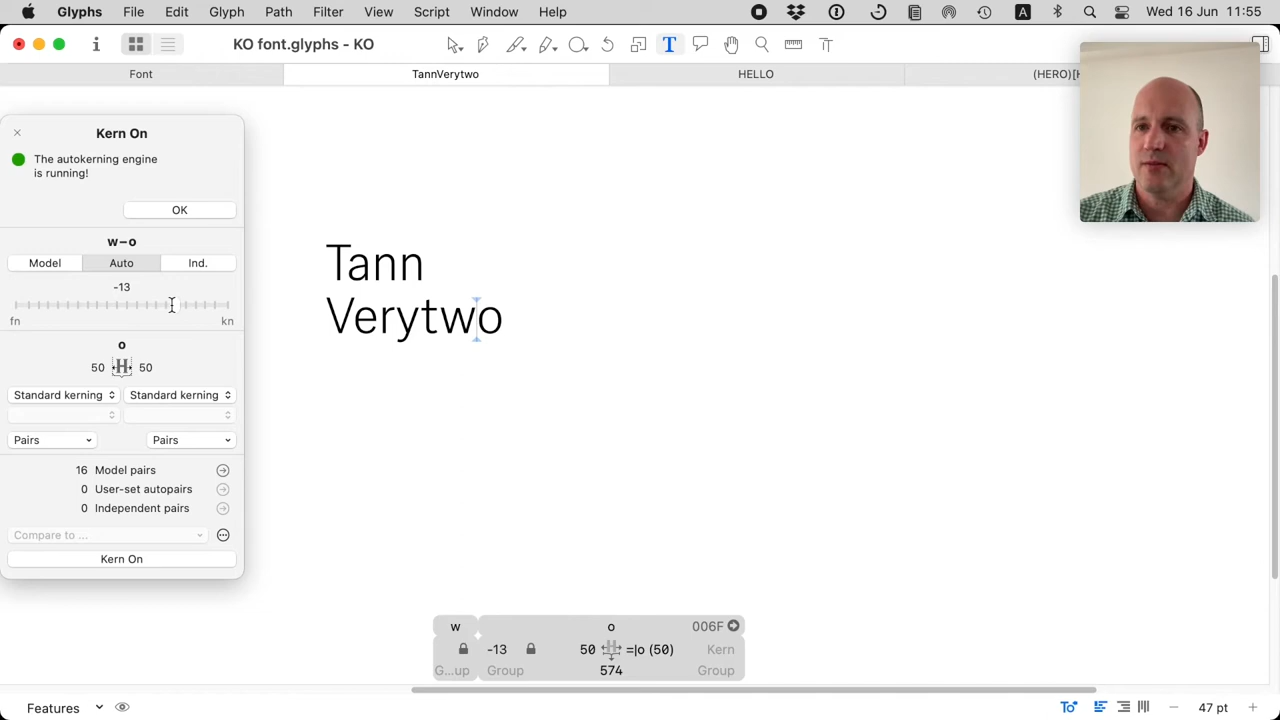 Glyphs File Edit Glyph Path Filter View Script Window Help A Wed 16 Jun 11:55
KO font.glyphs - KO T
Font TannVerytwo HELLO (HERO)[
Kern On
The autokerning engine
is running!
OK
w–o
Model Auto Ind.
-13
fn kn
o
50 H 50
Standard kerning Standard kerning
Pairs Pairs
16 Model pairs
0 User-set autopairs
0 Independent pairs
Compare to ...
Kern On
Tann
Verytwo
w o 006F
-13 50 H =|o (50) Kern
G...up Group 574 Group
Features To 47 pt